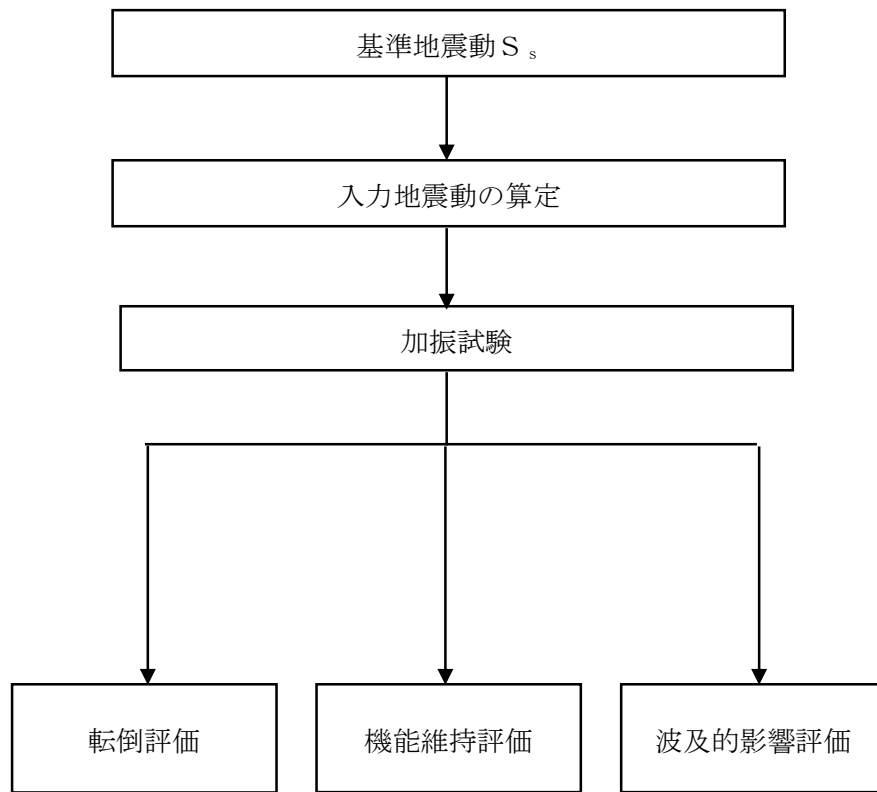 基準地震動Ｓｓ
入力地震動の算定
加振試験
転倒評価
機能維持評価
波及的影響評価